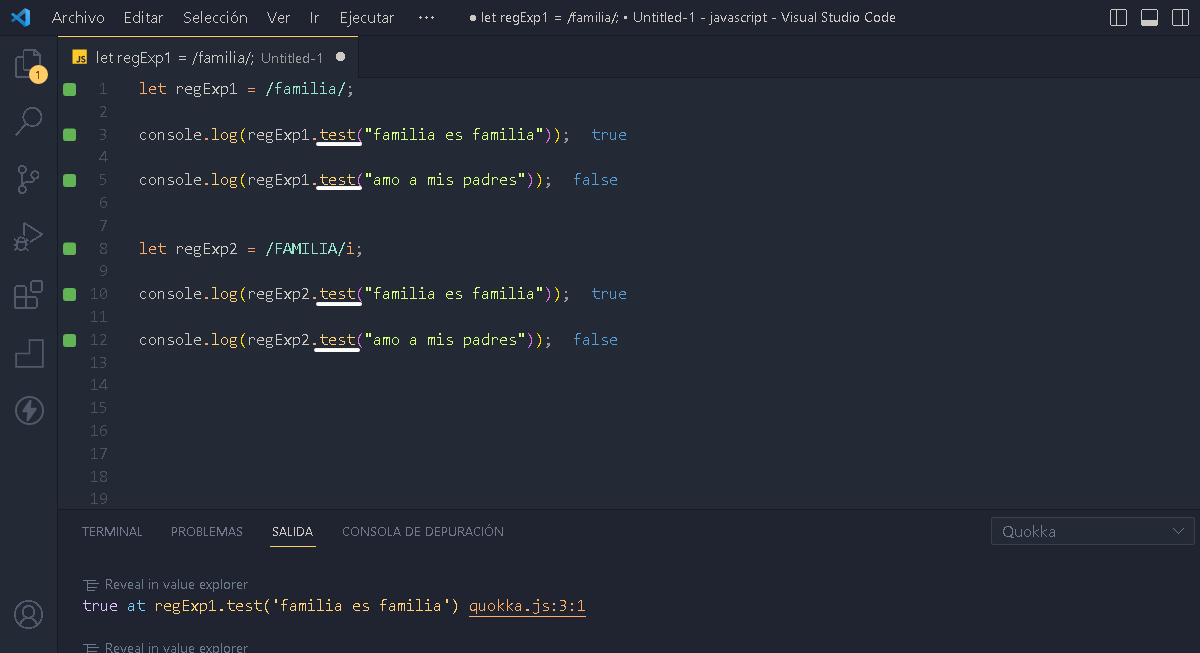 Archivo Editar Selección Ver Ir Ejecutar ··· ● let regExp1 = /familia/; • Untitled-1 - javascript - Visual Studio Code
JS let regExp1 = /familia/; Untitled-1 ●
1
1 let regExp1 = /familia/;
2
3 console.log(regExp1.test("familia es familia")); true
4
5 console.log(regExp1.test("amo a mis padres")); false
6
7
8 let regExp2 = /FAMILIA/i;
9
10 console.log(regExp2.test("familia es familia")); true
11
12 console.log(regExp2.test("amo a mis padres")); false
13
14
15
16
17
18
19
TERMINAL PROBLEMAS SALIDA CONSOLA DE DEPURACIÓN Quokka
Reveal in value explorer
true at regExp1.test('familia es familia') quokka.js:3:1
Reveal in value explorer